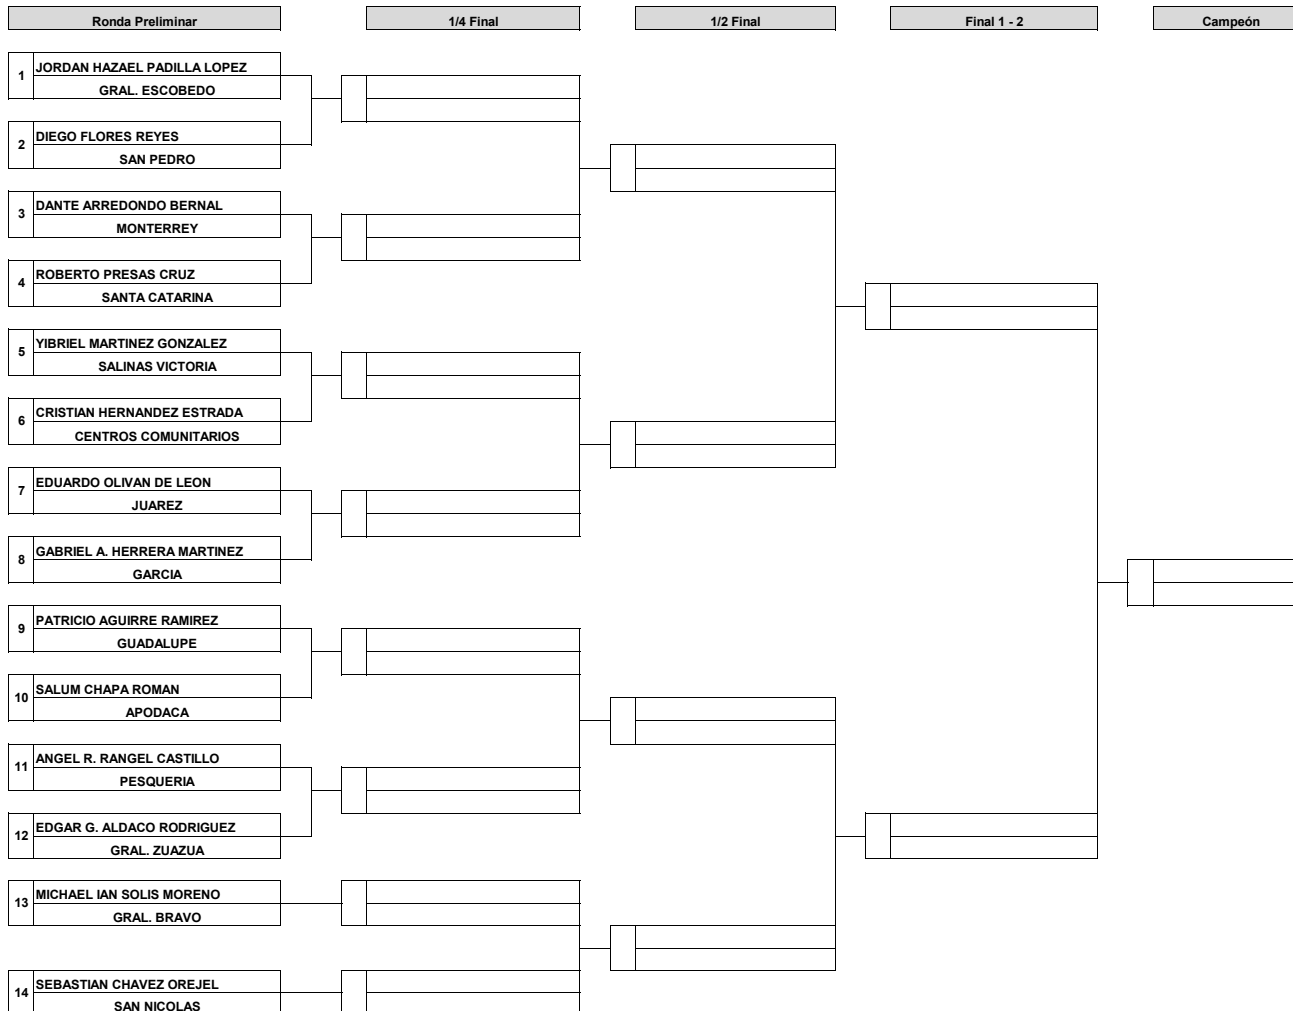 Ronda Preliminar
1/4 Final
1/2 Final
Final 1 - 2
Campeón
1
JORDAN HAZAEL PADILLA LOPEZ
GRAL. ESCOBEDO
2
DIEGO FLORES REYES
SAN PEDRO
3
DANTE ARREDONDO BERNAL
MONTERREY
4
ROBERTO PRESAS CRUZ
SANTA CATARINA
5
YIBRIEL MARTINEZ GONZALEZ
SALINAS VICTORIA
6
CRISTIAN HERNANDEZ ESTRADA
CENTROS COMUNITARIOS
7
EDUARDO OLIVAN DE LEON
JUAREZ
8
GABRIEL A. HERRERA MARTINEZ
GARCIA
9
PATRICIO AGUIRRE RAMIREZ
GUADALUPE
10
SALUM CHAPA ROMAN
APODACA
11
ANGEL R. RANGEL CASTILLO
PESQUERIA
12
EDGAR G. ALDACO RODRIGUEZ
GRAL. ZUAZUA
13
MICHAEL IAN SOLIS MORENO
GRAL. BRAVO
14
SEBASTIAN CHAVEZ OREJEL
SAN NICOLAS